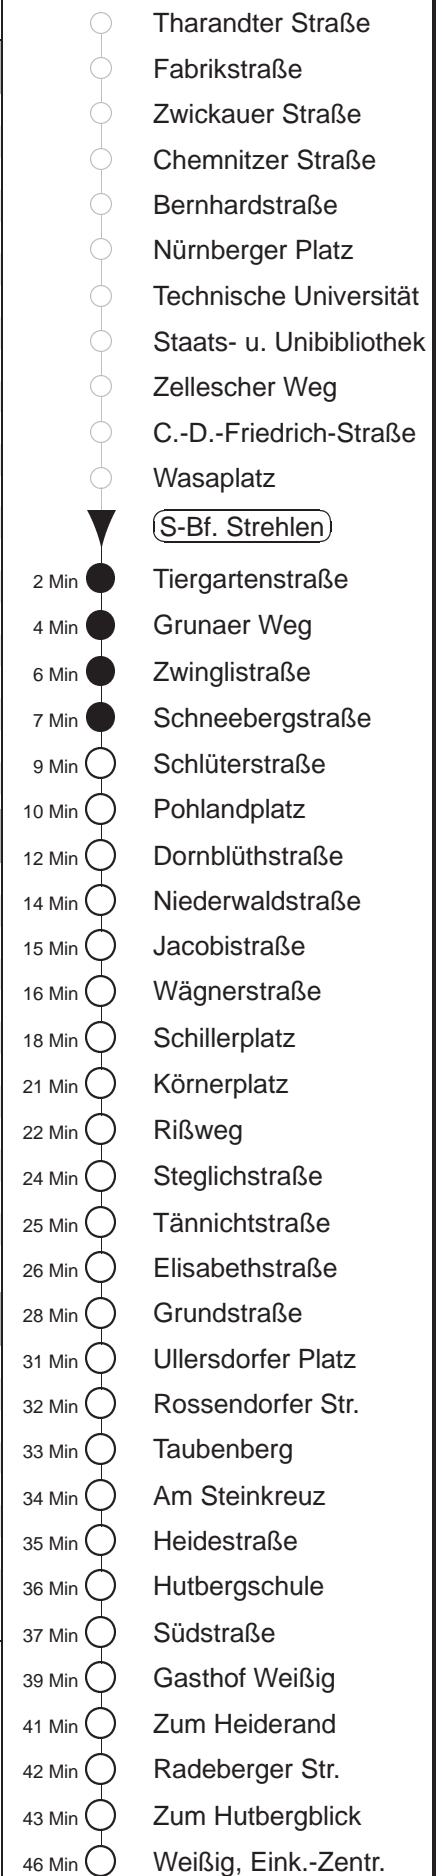 Tharandter Straße
Fabrikstraße
Zwickauer Straße
Chemnitzer Straße
Bernhardstraße
Nürnberger Platz
Technische Universität
Staats- u. Unibibliothek
Zellescher Weg
C.-D.-Friedrich-Straße
Wasaplatz
S-Bf. Strehlen
2 Min Tiergartenstraße
4 Min Grunaer Weg
6 Min Zwinglistraße
7 Min Schneebergstraße
9 Min Schlüterstraße
10 Min Pohlandplatz
12 Min Dornblüthstraße
14 Min Niederwaldstraße
15 Min Jacobistraße
16 Min Wägnerstraße
18 Min Schillerplatz
21 Min Körnerplatz
22 Min Rißweg
24 Min Steglichstraße
25 Min Tännichtstraße
26 Min Elisabethstraße
28 Min Grundstraße
31 Min Ullersdorfer Platz
32 Min Rossendorfer Str.
33 Min Taubenberg
34 Min Am Steinkreuz
35 Min Heidestraße
36 Min Hutbergschule
37 Min Südstraße
39 Min Gasthof Weißig
41 Min Zum Heiderand
42 Min Radeberger Str.
43 Min Zum Hutbergblick
46 Min Weißig, Eink.-Zentr.